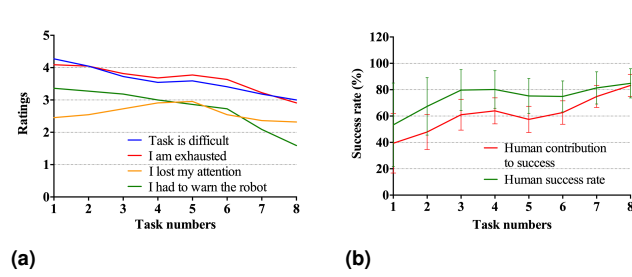 5
4
3
2
1
0
Ratings
Task is difficult
I am exhausted
I lost my attention
I had to warn the robot
1 2 3 4 5 6 7 8
Task numbers
(a)
120
100
80
60
40
20
0
Success rate (%)
Human contribution
to success
Human success rate
1 2 3 4 5 6 7 8
Task numbers
(b)